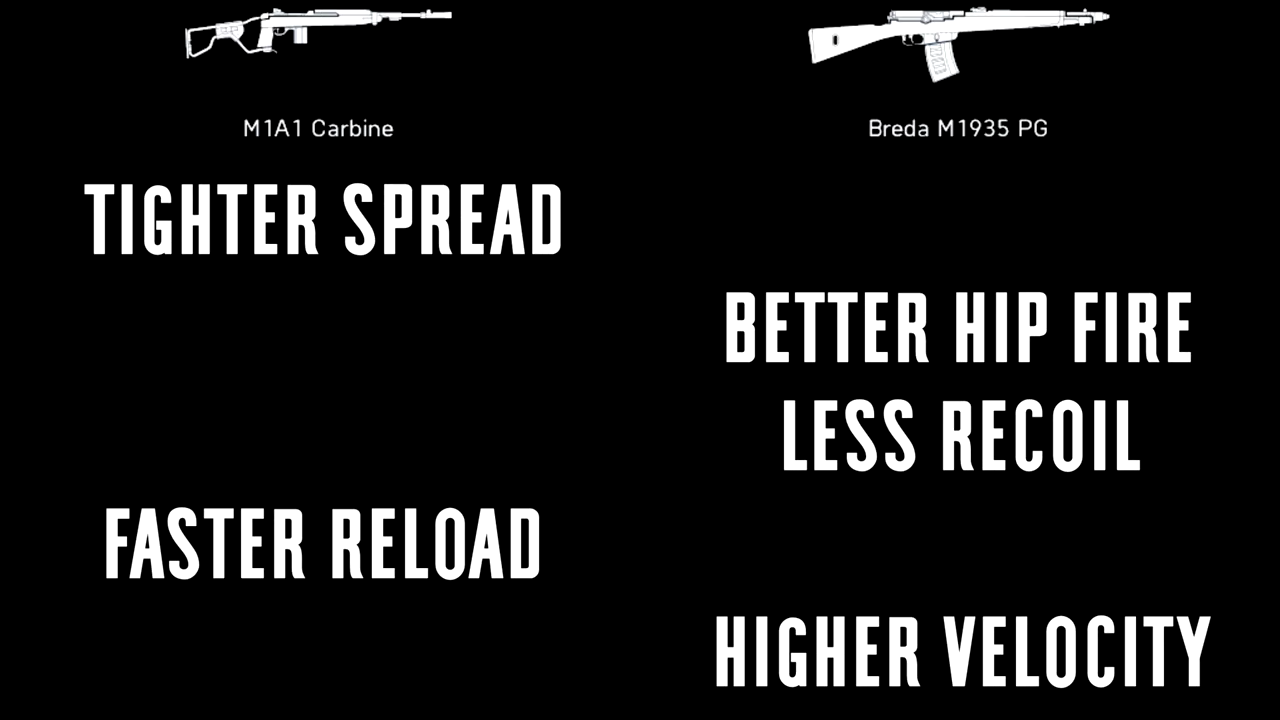 M1A1 Carbine
Breda M1935 PG
TIGHTER SPREAD
BETTER HIP FIRE
LESS RECOIL
FASTER RELOAD
HIGHER VELOCITY